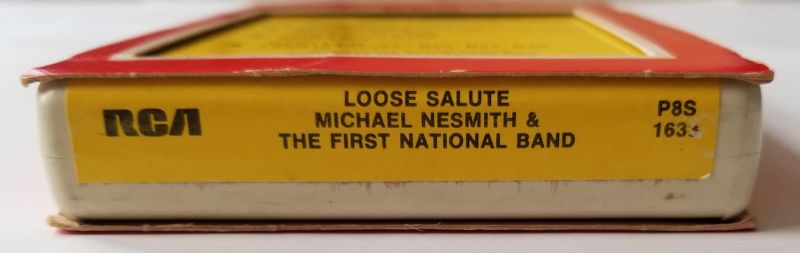 RCA
LOOSE SALUTE
MICHAEL NESMITH &
THE FIRST NATIONAL BAND
P8S